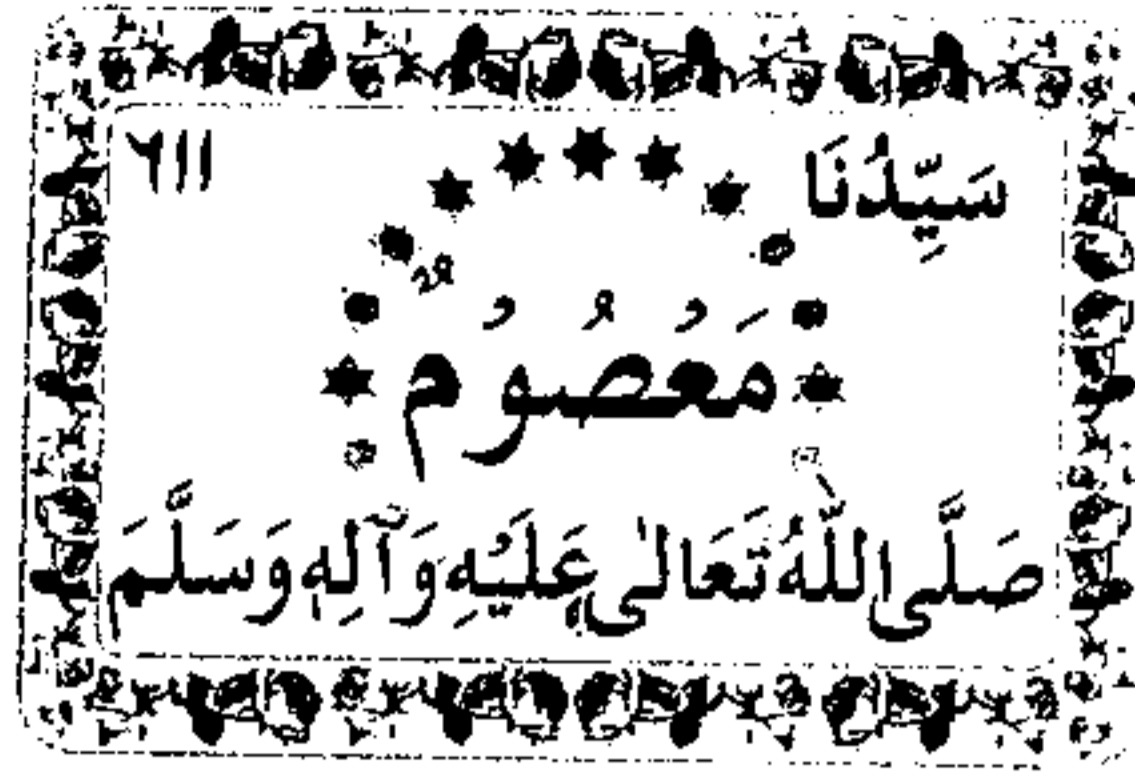 سَيِّدُنَا ٦١١
مَعْصُوْمٌ
صَلَّى اللّٰهُ تَعَالٰى عَلَيْهِ وَآلِهٖ وَسَلَّمَ